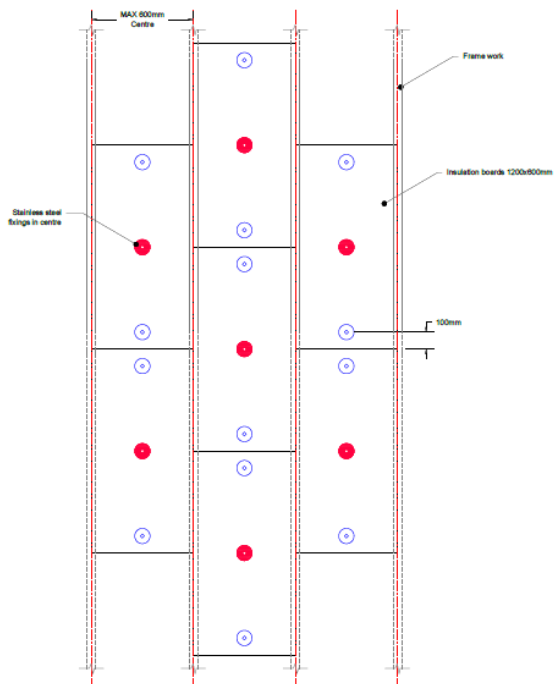 MAX 600mm
Centre
Frame work
Insulation boards 1200x600mm
Stainless steel
fixings in centre
100mm